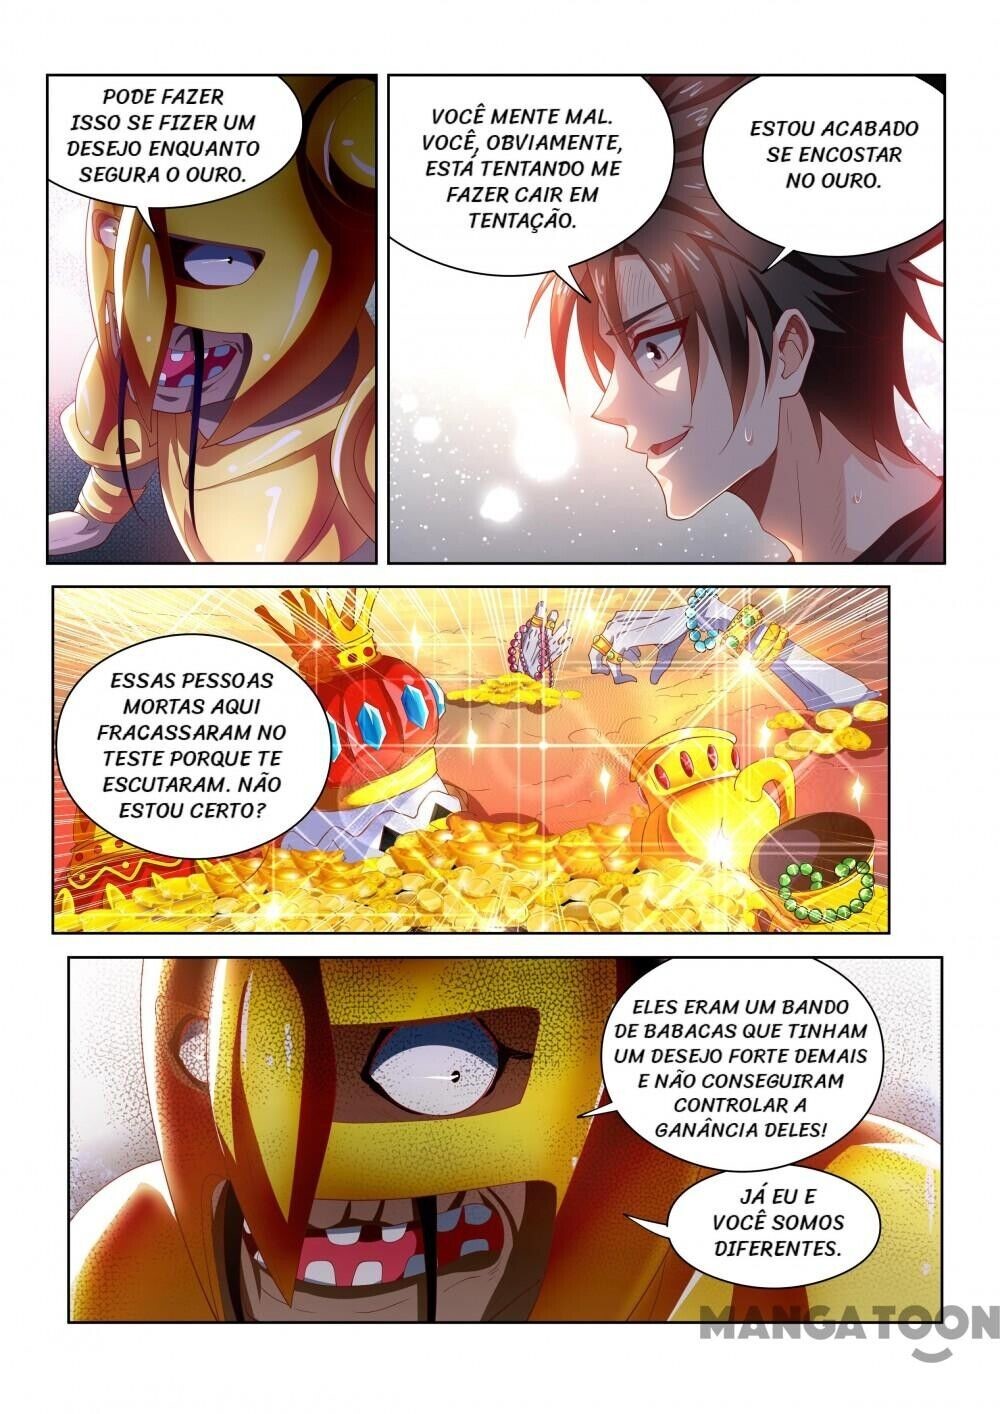 PODE FAZER
ISSO SE FIZER UM
DESEJO ENQUANTO
SEGURA O OURO.
VOCÊ MENTE MAL.
VOCÊ, OBVIAMENTE,
ESTÁ TENTANDO ME
FAZER CAIR EM
TENTAÇÃO.
ESTOU ACABADO
SE ENCOSTAR
NO OURO.
ESSAS PESSOAS
MORTAS AQUI
FRACASSARAM NO
TESTE PORQUE TE
ESCUTARAM. NÃO
ESTOU CERTO?
ELES ERAM UM BANDO
DE BABACAS QUE TINHAM
UM DESEJO FORTE DEMAIS
E NÃO CONSEGUIRAM
CONTROLAR A
GANÂNCIA DELES!
JÁ EU E
VOCÊ SOMOS
DIFERENTES.
MANGATOON